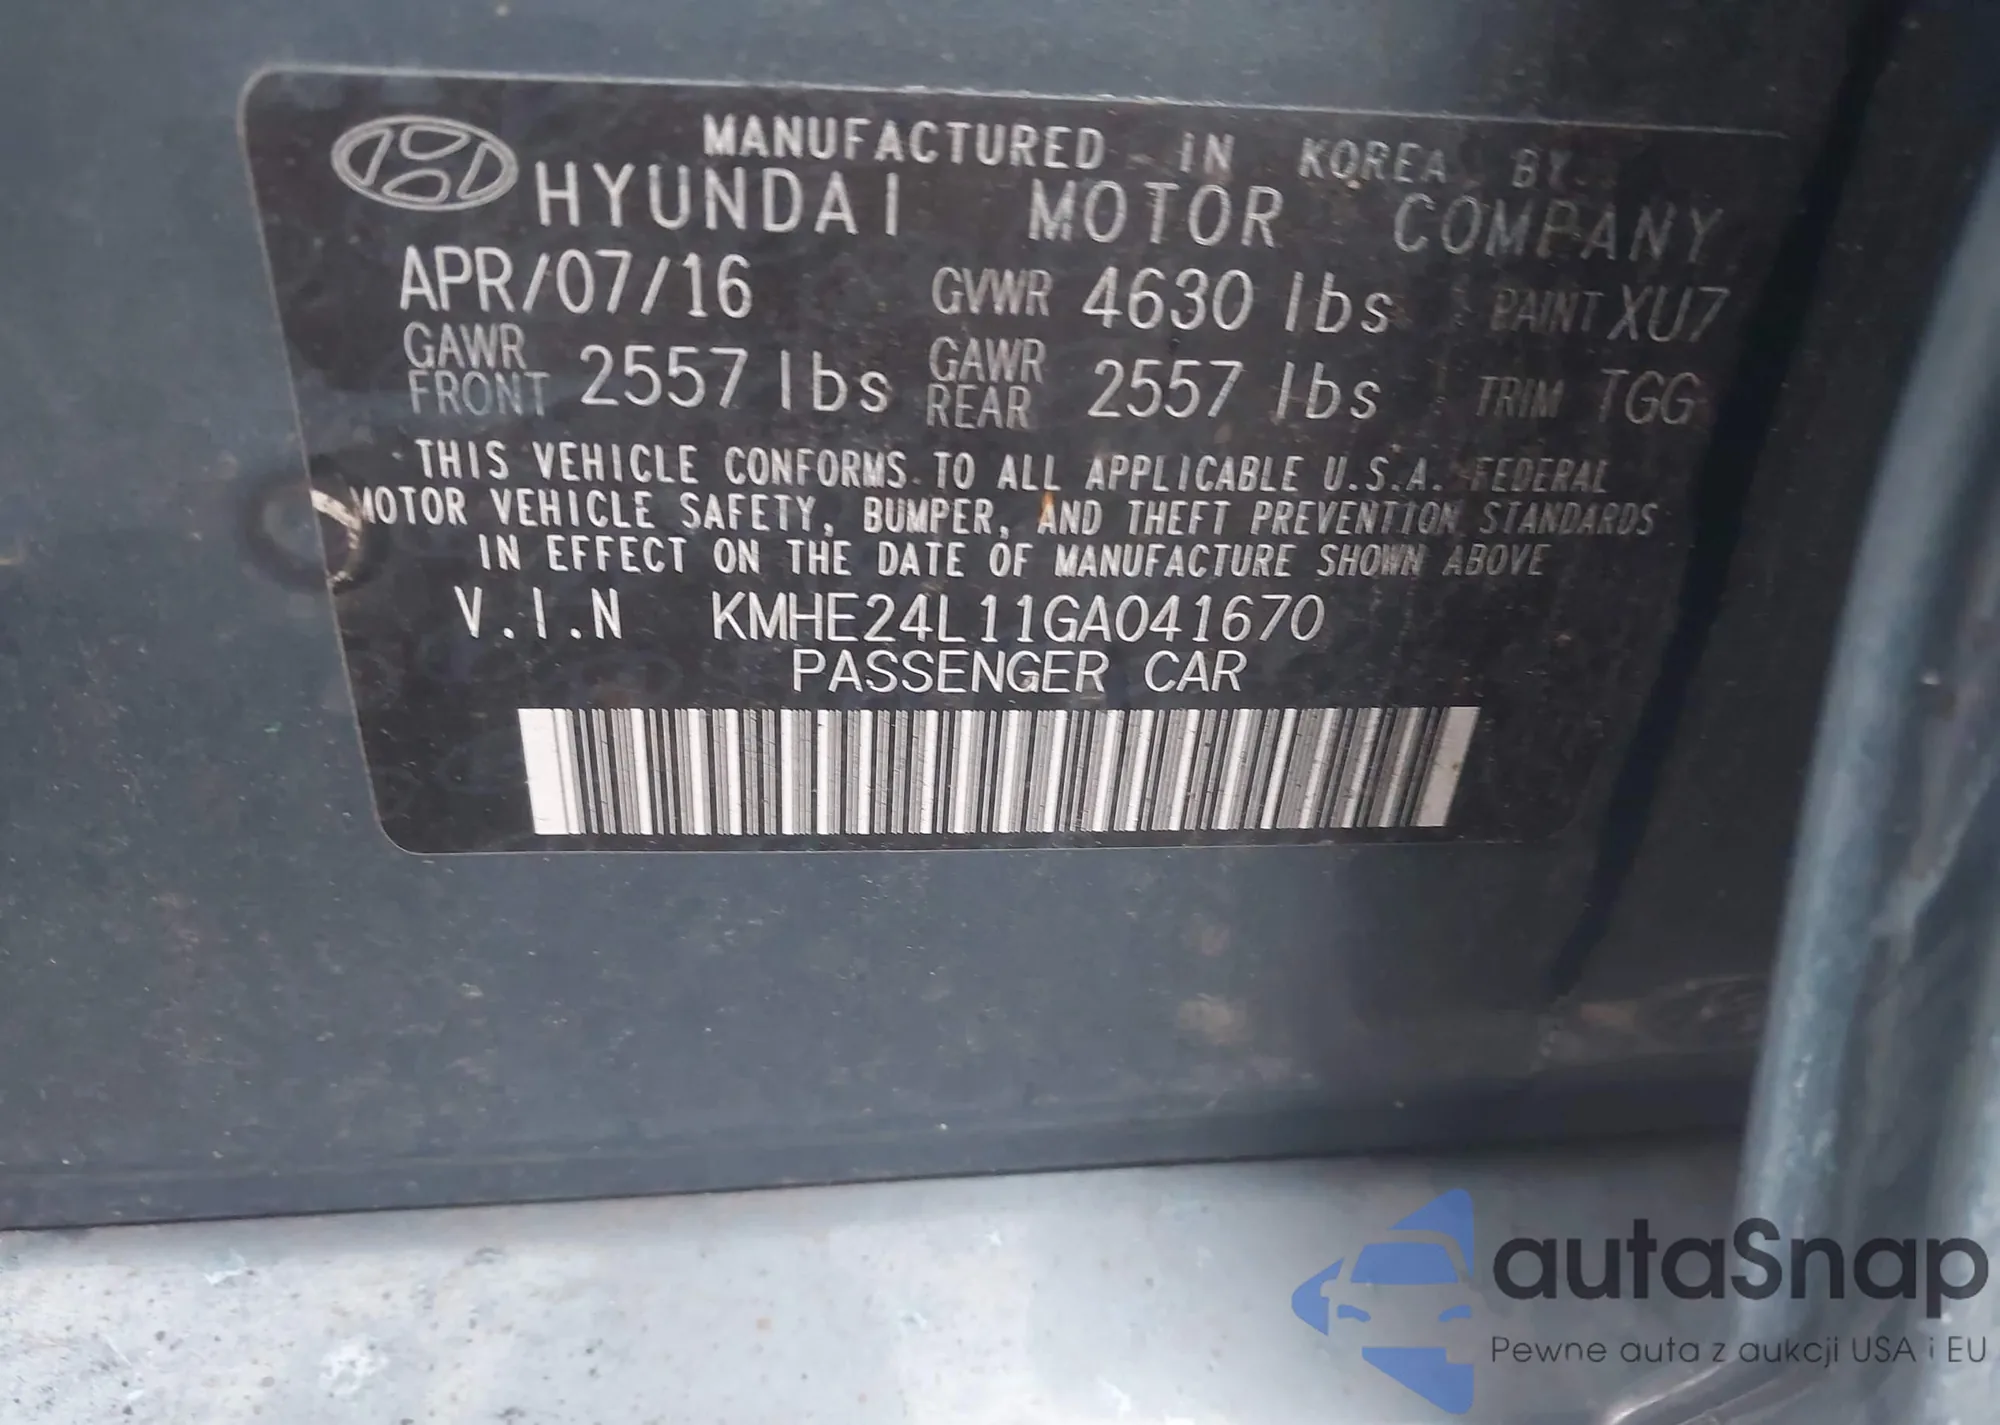 MANUFACTURED IN KOREA BY
HYUNDAI MOTOR COMPANY
APR/07/16 GVWR 4630 lbs PAINT XU7
GAWR FRONT 2557 lbs GAWR REAR 2557 lbs TRIM TGG
THIS VEHICLE CONFORMS TO ALL APPLICABLE U.S.A. FEDERAL
MOTOR VEHICLE SAFETY, BUMPER, AND THEFT PREVENTION STANDARDS
IN EFFECT ON THE DATE OF MANUFACTURE SHOWN ABOVE
V.I.N KMHE24L11GA041670
PASSENGER CAR
autaSnap
Pewne auta z aukcji USA i EU